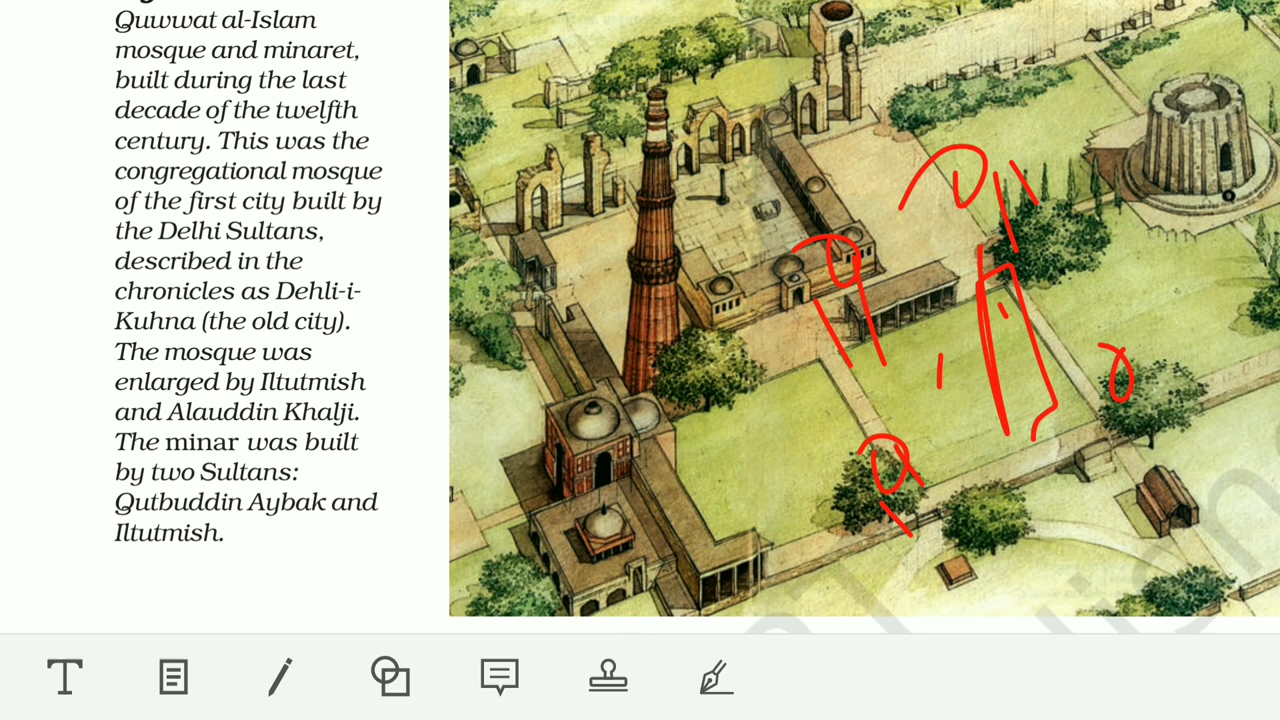 Quwwat al-Islam
mosque and minaret,
built during the last
decade of the twelfth
century. This was the
congregational mosque
of the first city built by
the Delhi Sultans,
described in the
chronicles as Dehli-i-
Kuhna (the old city).
The mosque was
enlarged by Iltutmish
and Alauddin Khalji.
The minar was built
by two Sultans:
Qutbuddin Aybak and
Iltutmish.
T